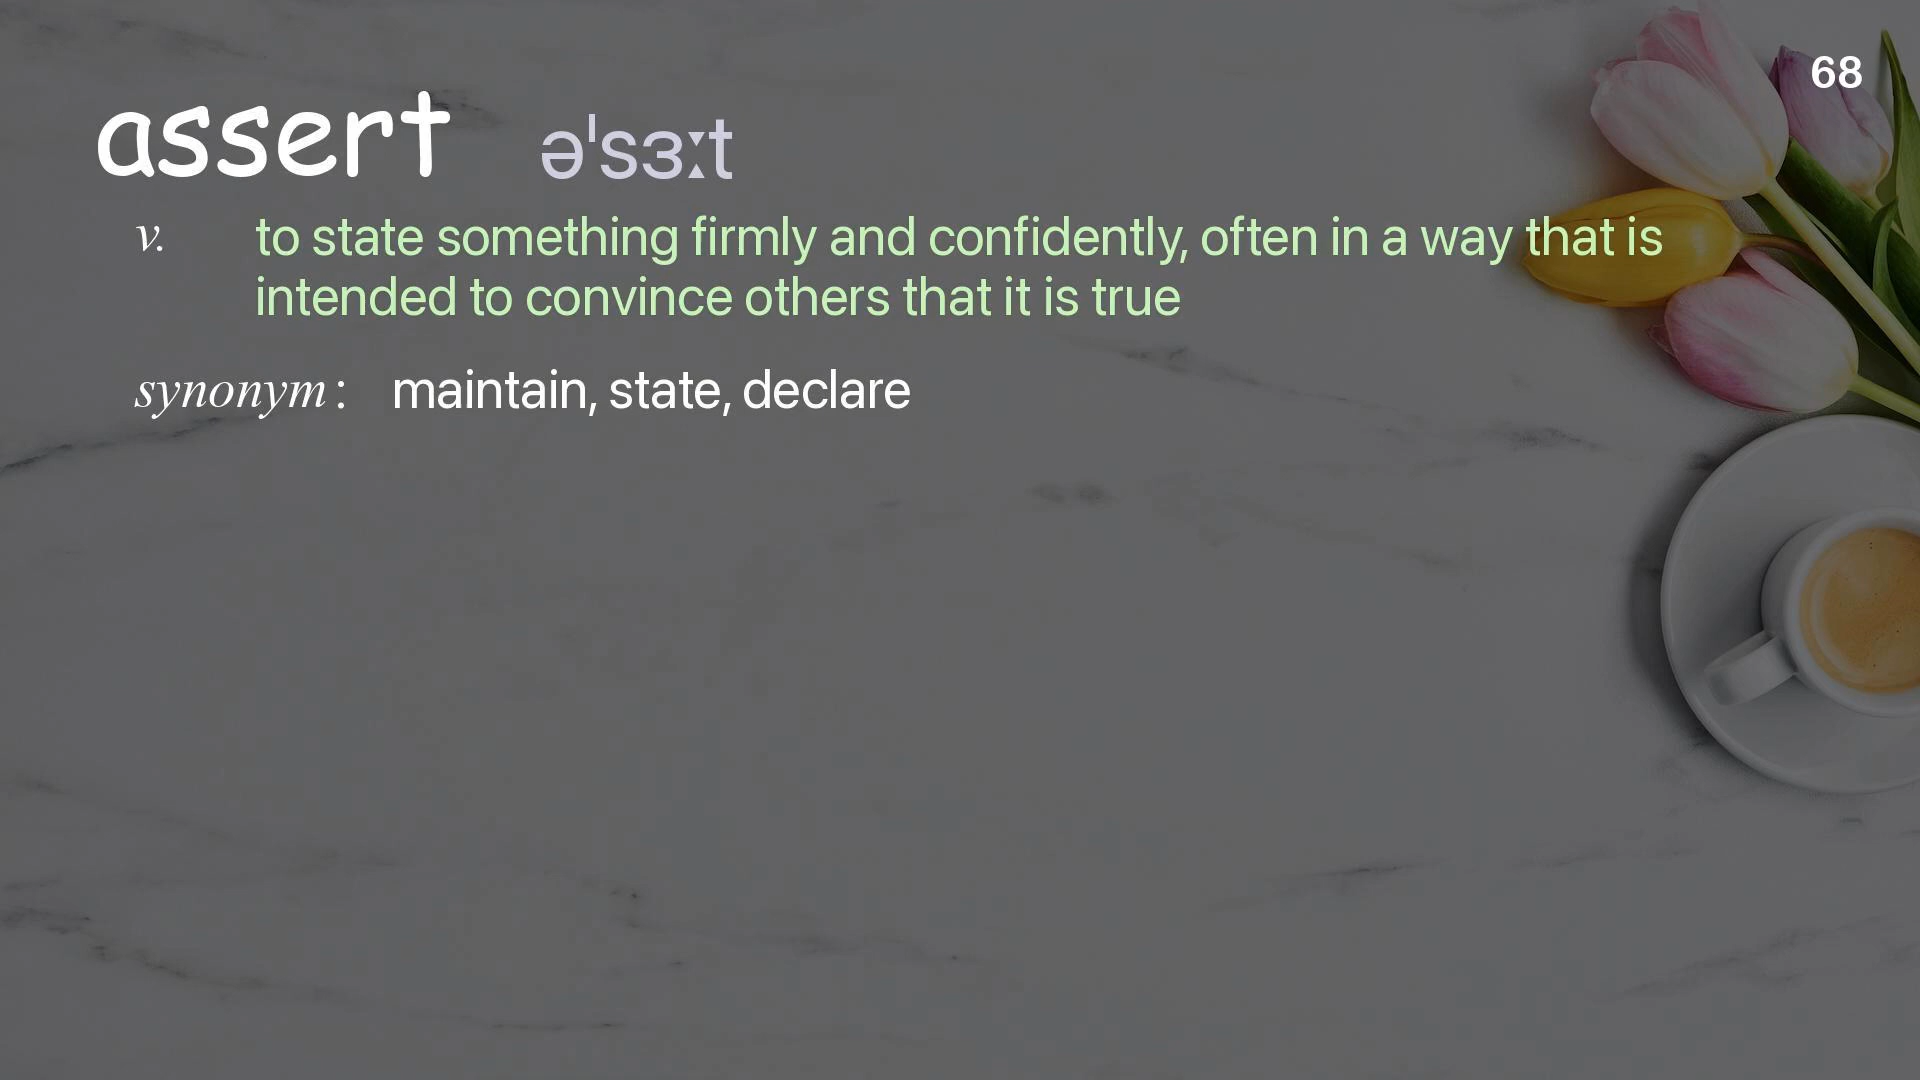 68
assert əˈsɜːt
v. to state something firmly and confidently, often in a way that is
intended to convince others that it is true
synonym: maintain, state, declare